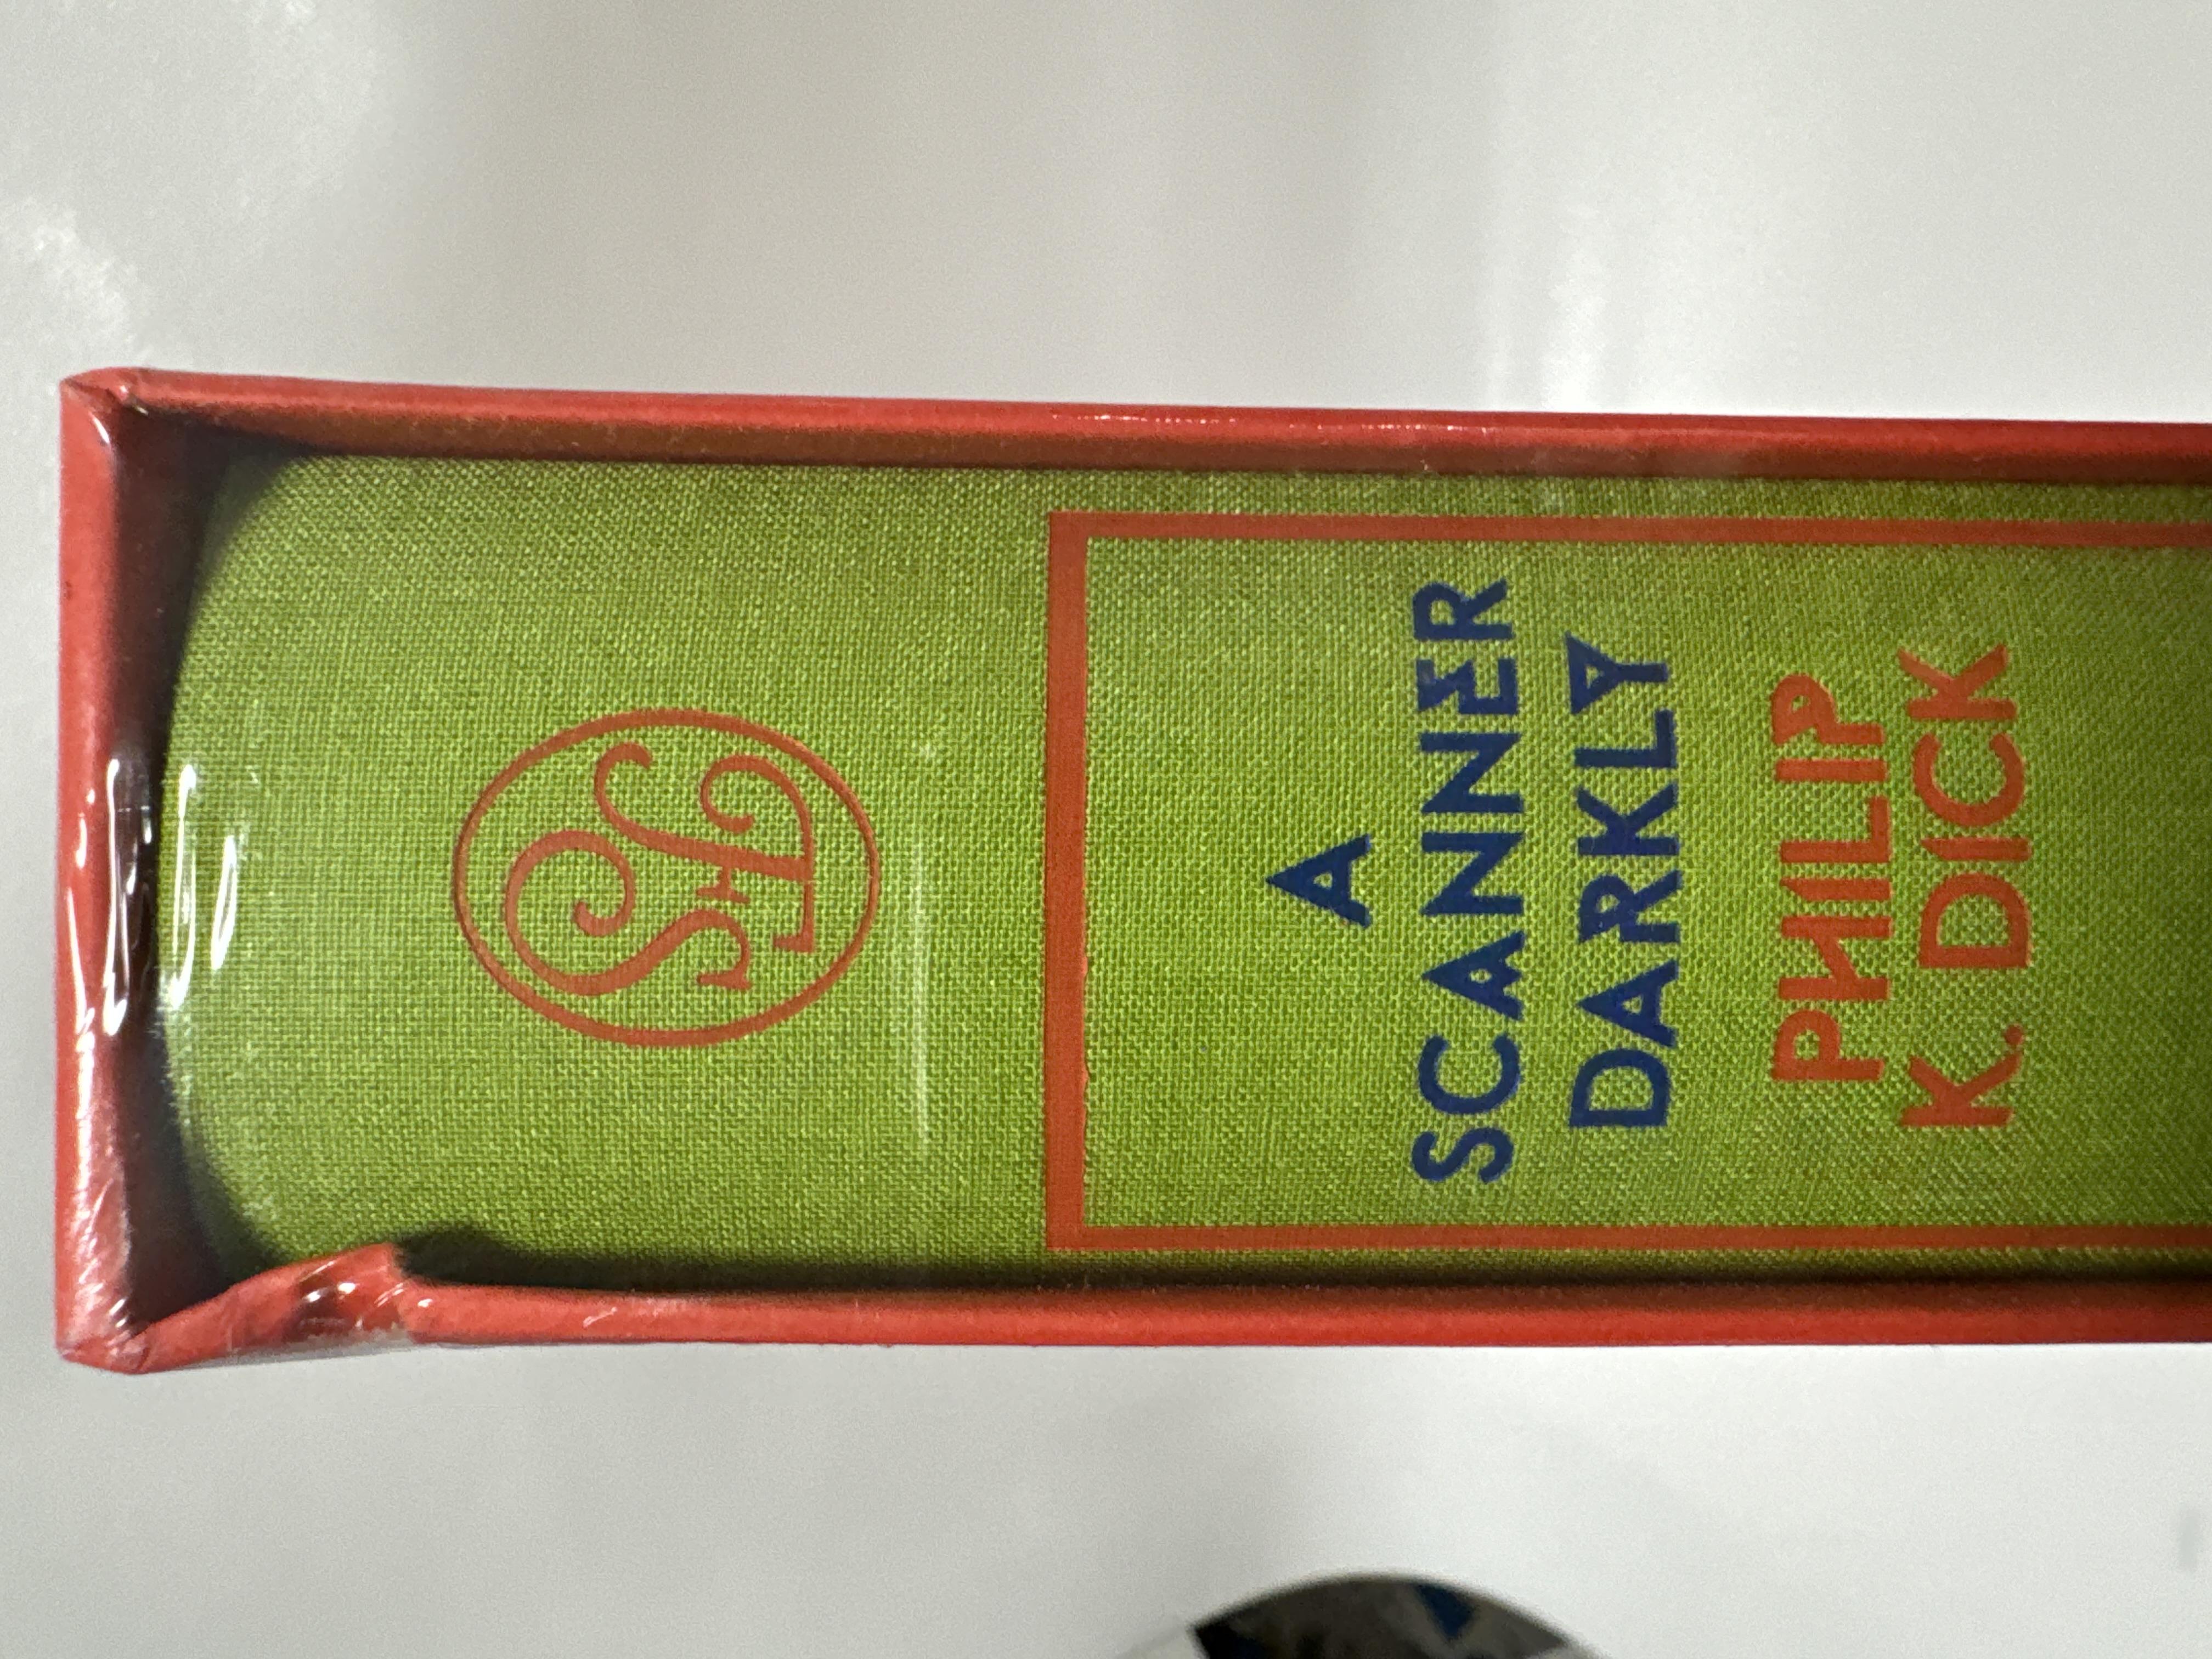 A
SCANNER
DARKLY
PHILIP
K. DICK